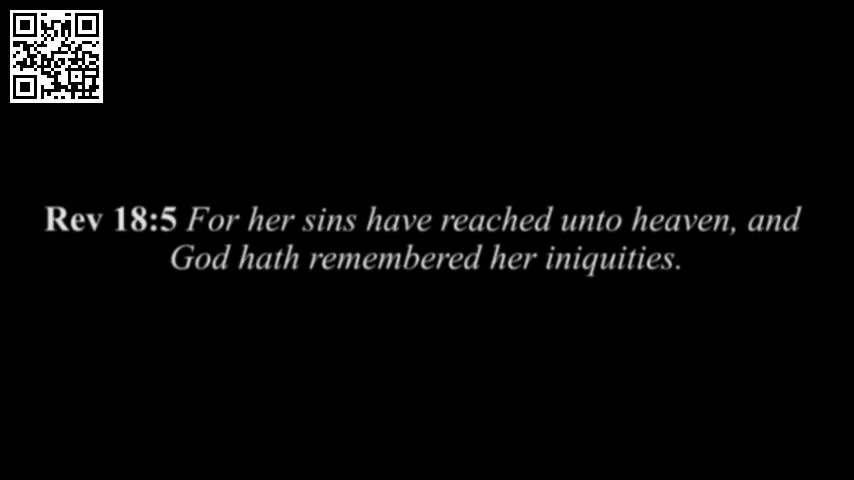 Rev 18:5 For her sins have reached unto heaven, and
God hath remembered her iniquities.